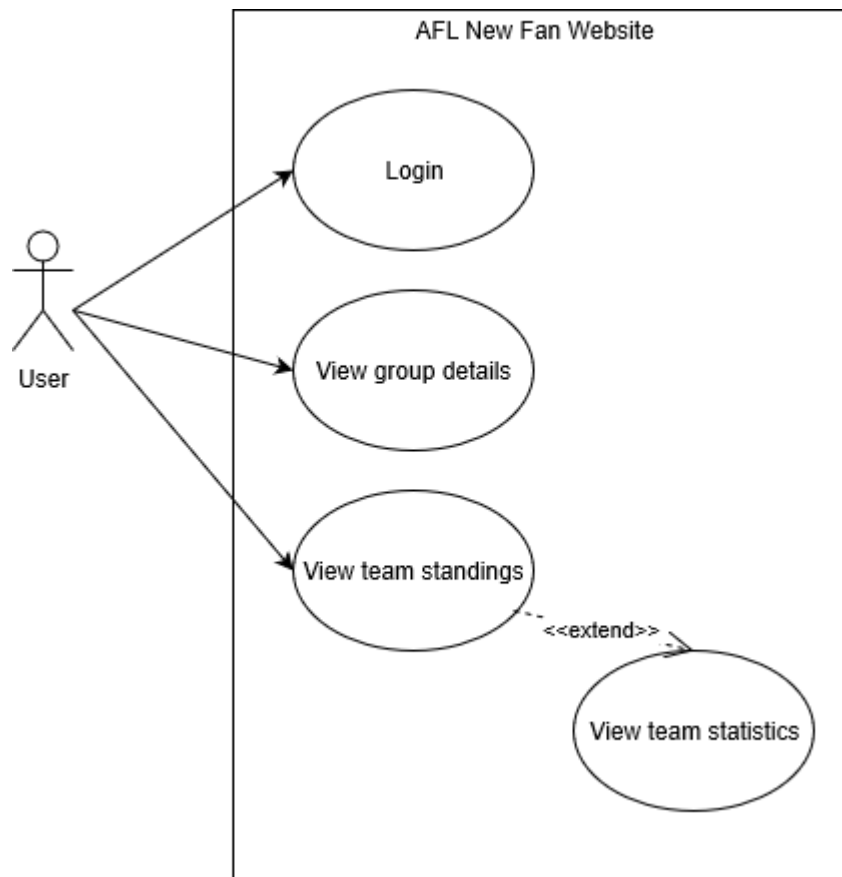 AFL New Fan Website
Login
User
View group details
View team standings
<<extend>>
View team statistics